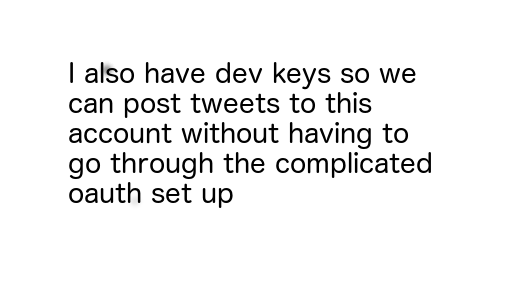 I also have dev keys so we
can post tweets to this
account without having to
go through the complicated
oauth set up